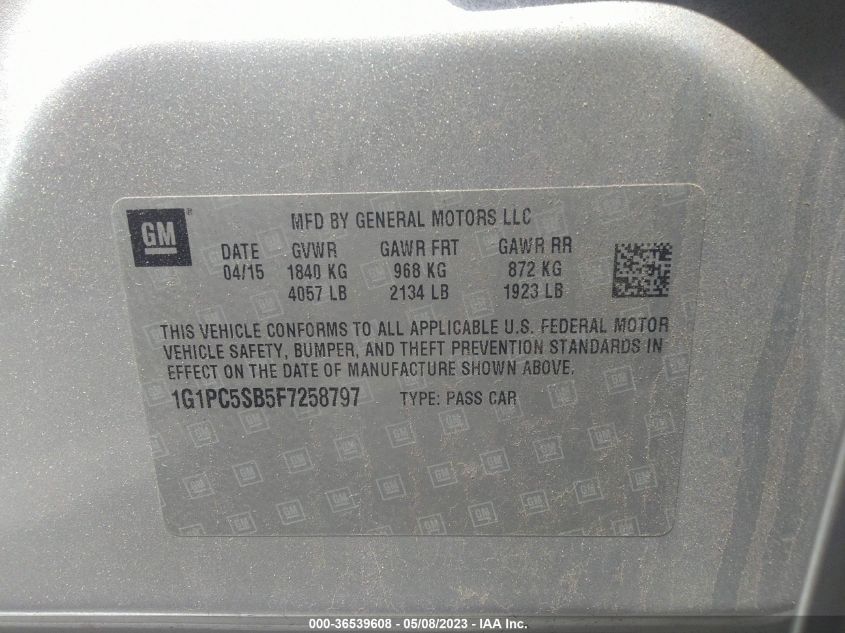 GM
®
MFD BY GENERAL MOTORS LLC
DATE GVWR GAWR FRT GAWR RR
04/15 1840 KG 968 KG 872 KG
4057 LB 2134 LB 1923 LB
THIS VEHICLE CONFORMS TO ALL APPLICABLE U.S. FEDERAL MOTOR
VEHICLE SAFETY, BUMPER, AND THEFT PREVENTION STANDARDS IN
EFFECT ON THE DATE OF MANUFACTURE SHOWN ABOVE.
1G1PC5SB5F7258797 TYPE: PASS CAR
000-36539608 - 05/08/2023 - IAA Inc.